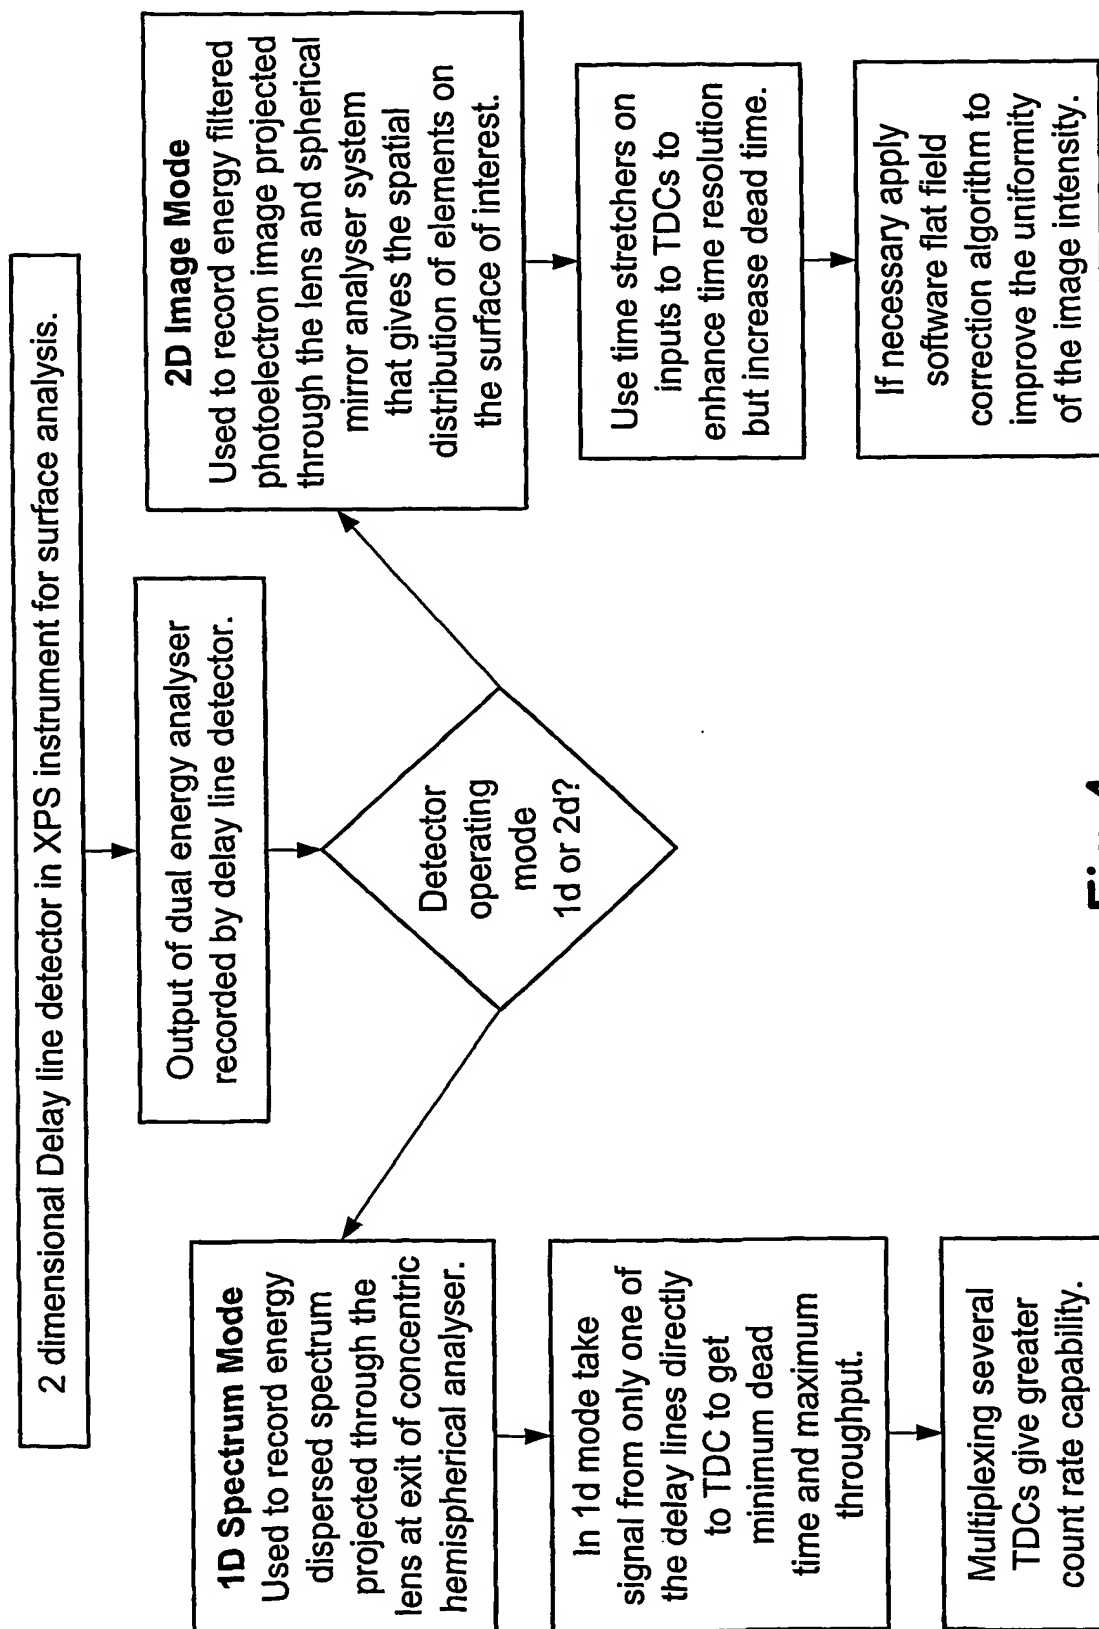 2 dimensional Delay line detector in XPS instrument for surface analysis.
Output of dual energy analyser
recorded by delay line detector.
Detector
operating
mode
1d or 2d?
1D Spectrum Mode
Used to record energy
dispersed spectrum
projected through the
lens at exit of concentric
hemispherical analyser.
In 1d mode take
signal from only one of
the delay lines directly
to TDC to get
minimum dead
time and maximum
throughput.
Multiplexing several
TDCs give greater
count rate capability.
2D Image Mode
Used to record energy filtered
photoelectron image projected
through the lens and spherical
mirror analyser system
that gives the spatial
distribution of elements on
the surface of interest.
Use time stretchers on
inputs to TDCs to
enhance time resolution
but increase dead time.
If necessary apply
software flat field
correction algorithm to
improve the uniformity
of the image intensity.